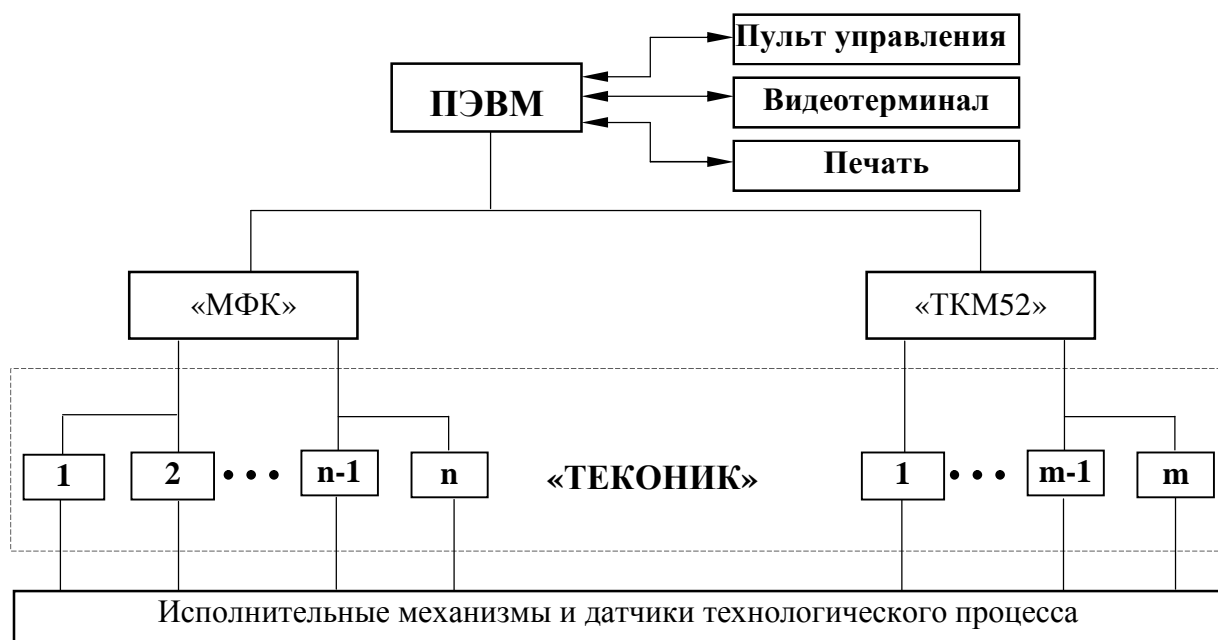 Пульт управления
ПЭВМ
Видеотерминал
Печать
«МФК»
«ТКМ52»
1
2
• • •
n-1
n
«ТЕКОНИК»
1
• • •
m-1
m
Исполнительные механизмы и датчики технологического процесса